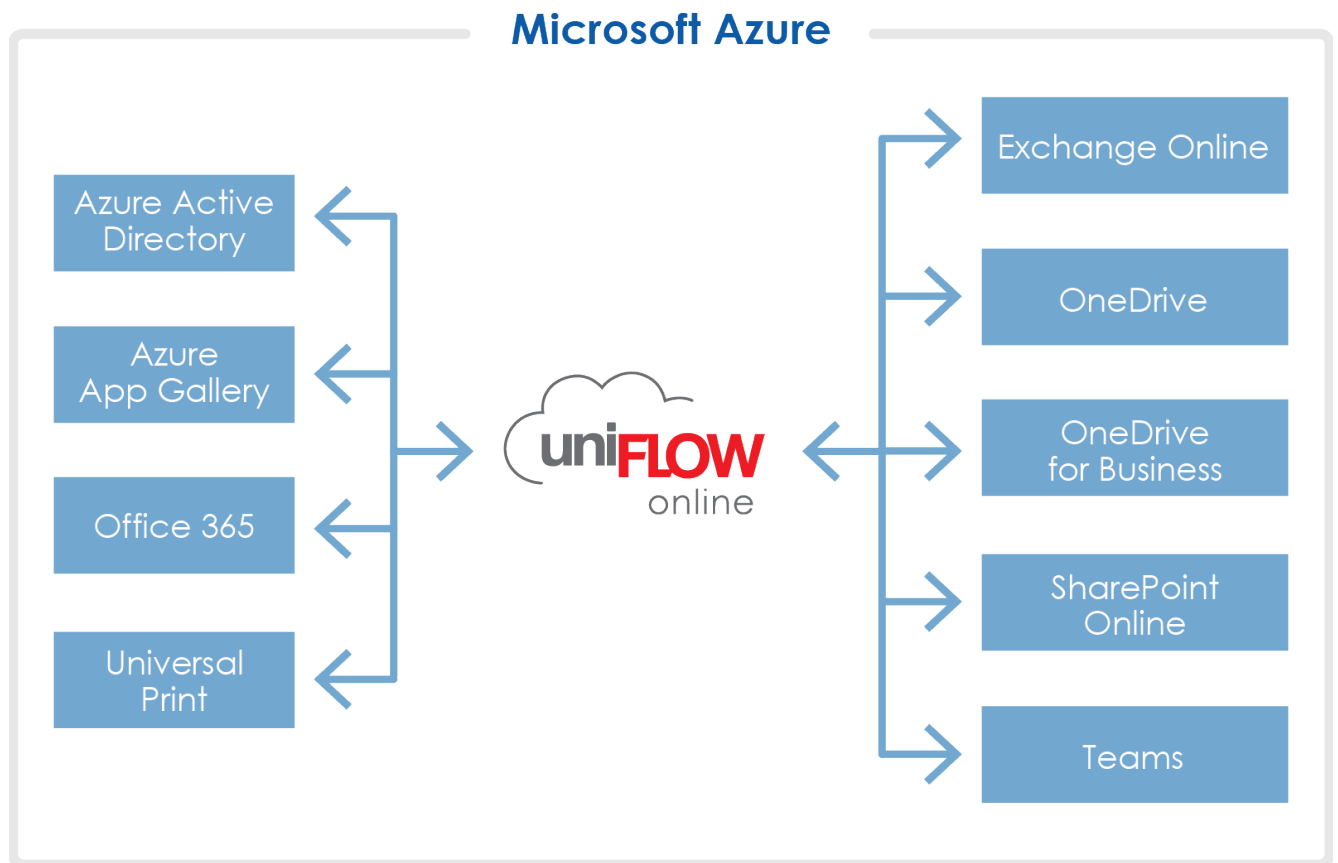 Microsoft Azure
Azure Active
Directory
Azure
App Gallery
Office 365
Universal
Print
uniFLOW
online
Exchange Online
OneDrive
OneDrive
for Business
SharePoint
Online
Teams